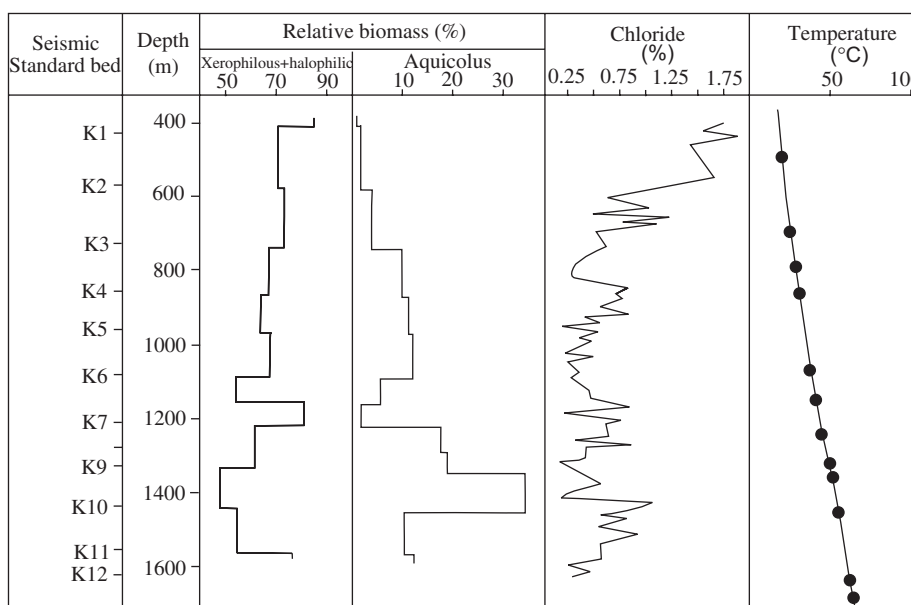 Seismic
Standard bed
Depth
(m)
Relative biomass (%)
Xerophilous+halophilic
50 70 90
Aquicolus
10 30
Chloride
(%)
0.25 0.75 1.25 1.75
Temperature
(°C)
50 100
K1
K2
K3
K4
K5
K6
K7
K9
K10
K11
K12
400
600
800
1000
1200
1400
1600